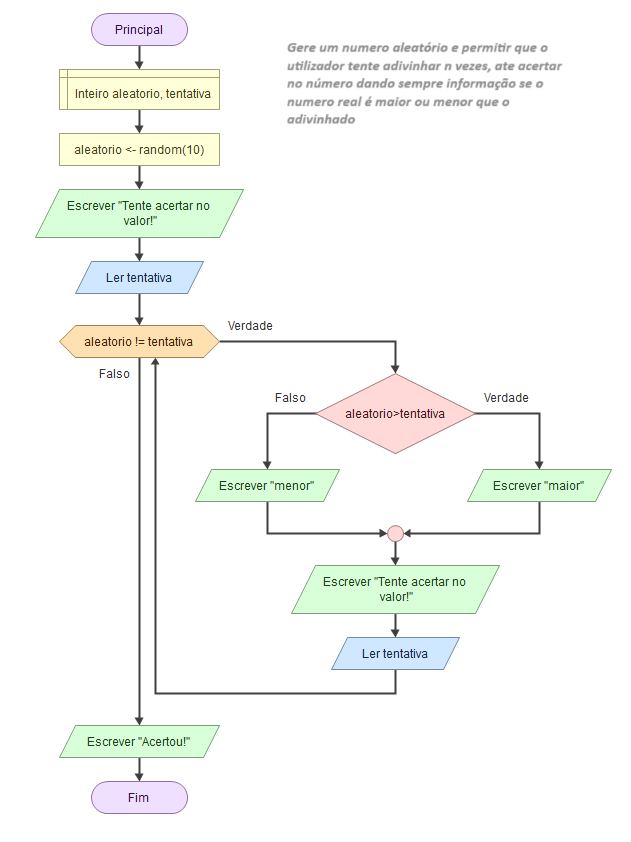 Principal
Gere um numero aleatório e permitir que o
utilizador tente adivinhar n vezes, ate acertar
no número dando sempre informação se o
numero real é maior ou menor que o
adivinhado
Inteiro aleatorio, tentativa
aleatorio <- random(10)
Escrever "Tente acertar no
valor!"
Ler tentativa
aleatorio != tentativa
Verdade
Falso
aleatorio>tentativa
Falso
Verdade
Escrever "menor"
Escrever "maior"
Escrever "Tente acertar no
valor!"
Ler tentativa
Escrever "Acertou!"
Fim